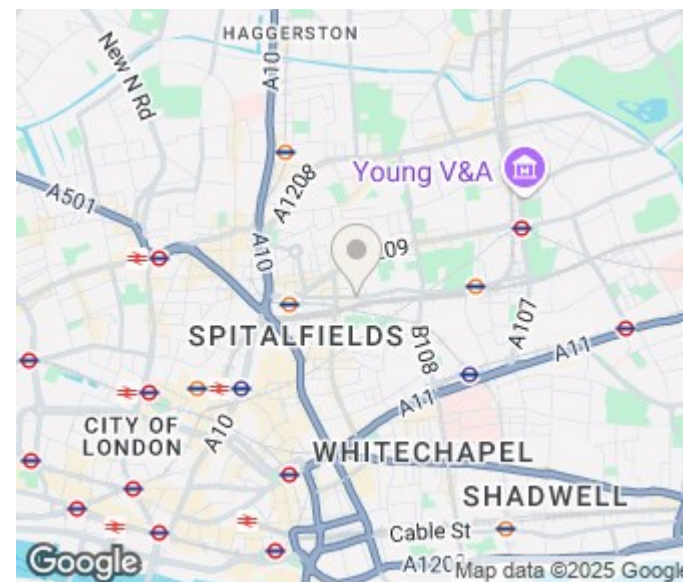 HAGGERSTON
New N Rd
A10
Young V&A
A1208
A501
A10
209
SPITALFIELDS
B108
A107
A11
A11
CITY OF
LONDON
A10
WHITECHAPEL
SHADWELL
Cable St
Google
Map data ©2025 Google